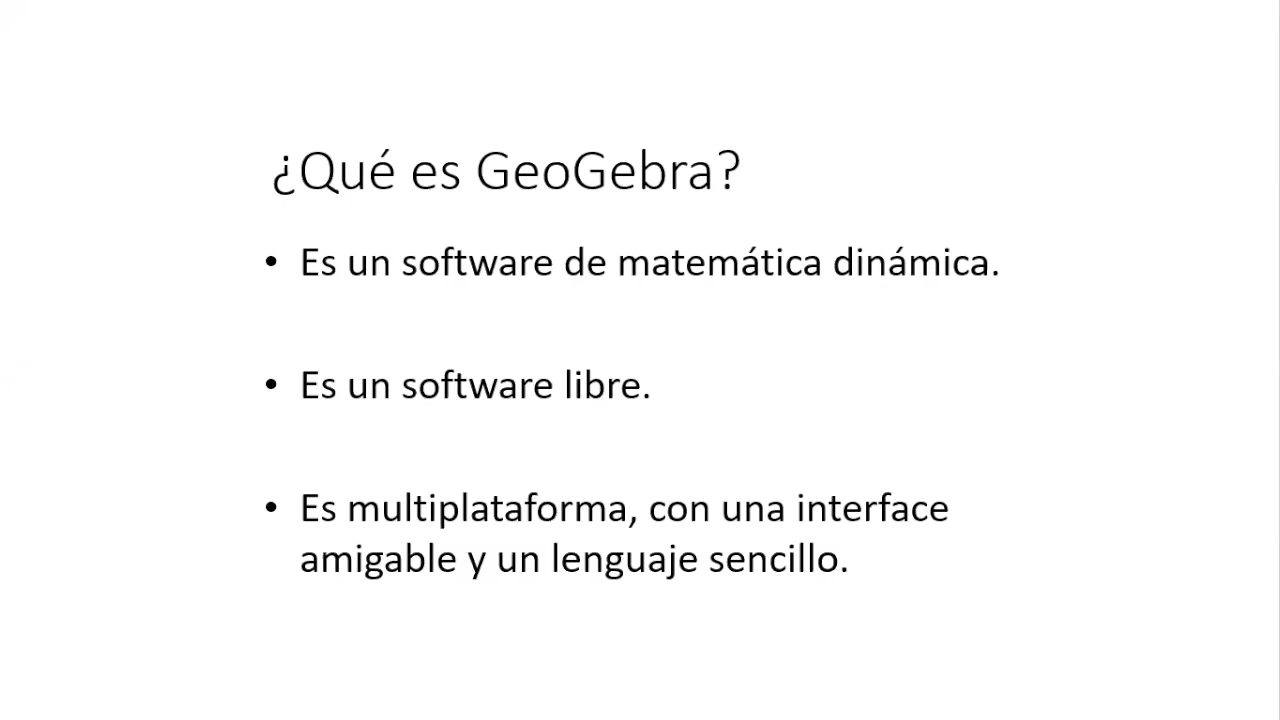 ¿Qué es GeoGebra?
• Es un software de matemática dinámica.
• Es un software libre.
• Es multiplataforma, con una interface
amigable y un lenguaje sencillo.